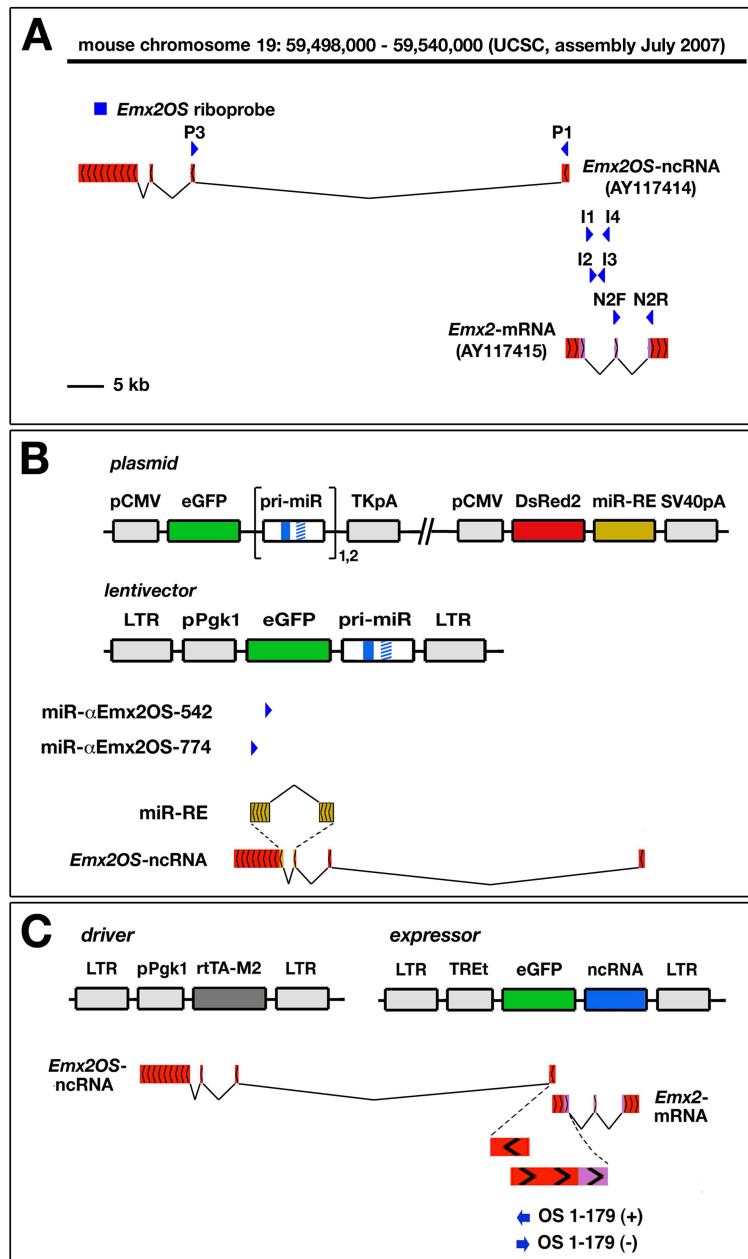 A
mouse chromosome 19: 59,498,000 - 59,540,000 (UCSC, assembly July 2007)
Emx2OS riboprobe
P3
P1
Emx2OS-ncRNA
(AY117414)
I1 I4
I2 I3
N2F N2R
Emx2-mRNA
(AY117415)
5 kb
B
plasmid
pCMV eGFP pri-miR TKpA pCMV DsRed2 miR-RE SV40pA
1,2
lentivector
LTR pPgk1 eGFP pri-miR LTR
miR-αEmx2OS-542
miR-αEmx2OS-774
miR-RE
Emx2OS-ncRNA
C
driver
expressor
LTR pPgk1 rtTA-M2 LTR
LTR TREt eGFP ncRNA LTR
Emx2OS-
ncRNA
Emx2-
mRNA
OS 1-179 (+)
OS 1-179 (-)